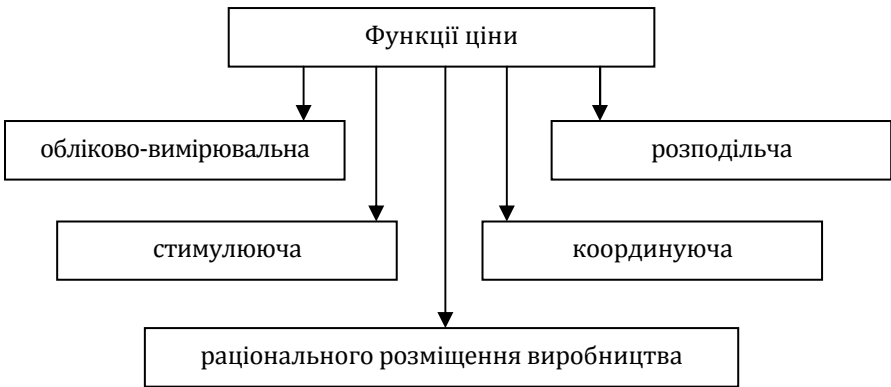 Функції ціни
обліково-вимірювальна
розподільча
стимулююча
координуюча
раціонального розміщення виробництва